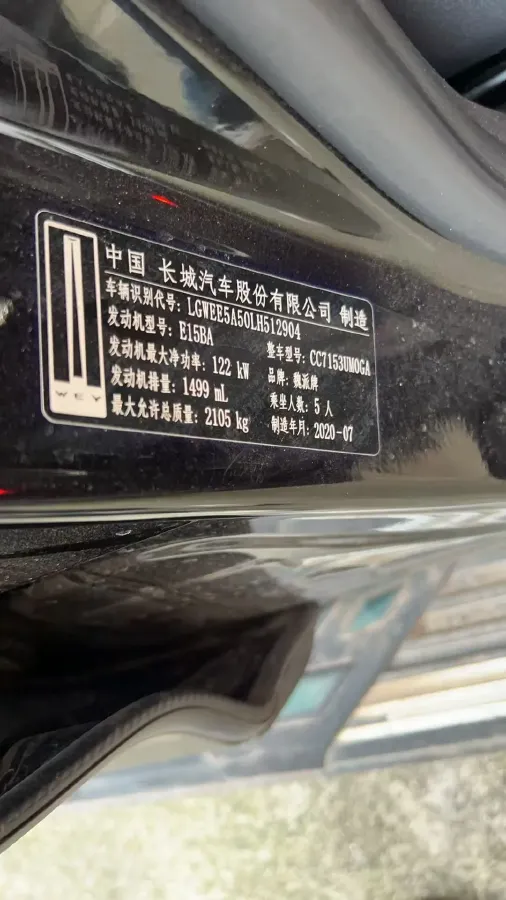 中国 长城汽车股份有限公司 制造
车辆识别代号: LGWEE5A50LH512904
发动机型号: E15BA 整车型号: CC7153UM0GA
发动机最大净功率: 122 kW 品牌: 魏派牌
发动机排量: 1499 mL 乘坐人数: 5 人
最大允许总质量: 2105 kg 制造年月: 2020-07
WEY